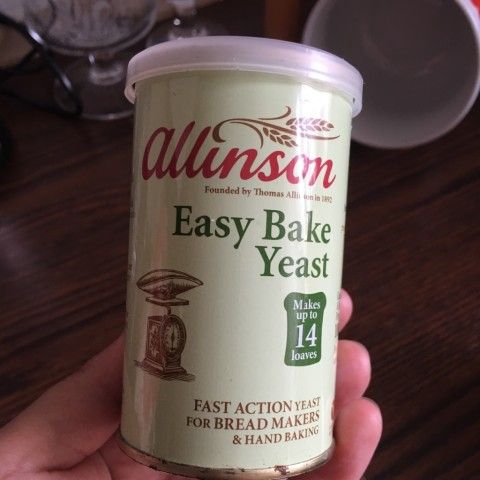 Allinson
Founded by Thomas Allinson in 1892
Easy Bake
Yeast
Makes
up to
14
loaves
FAST ACTION YEAST
FOR BREAD MAKERS
& HAND BAKING